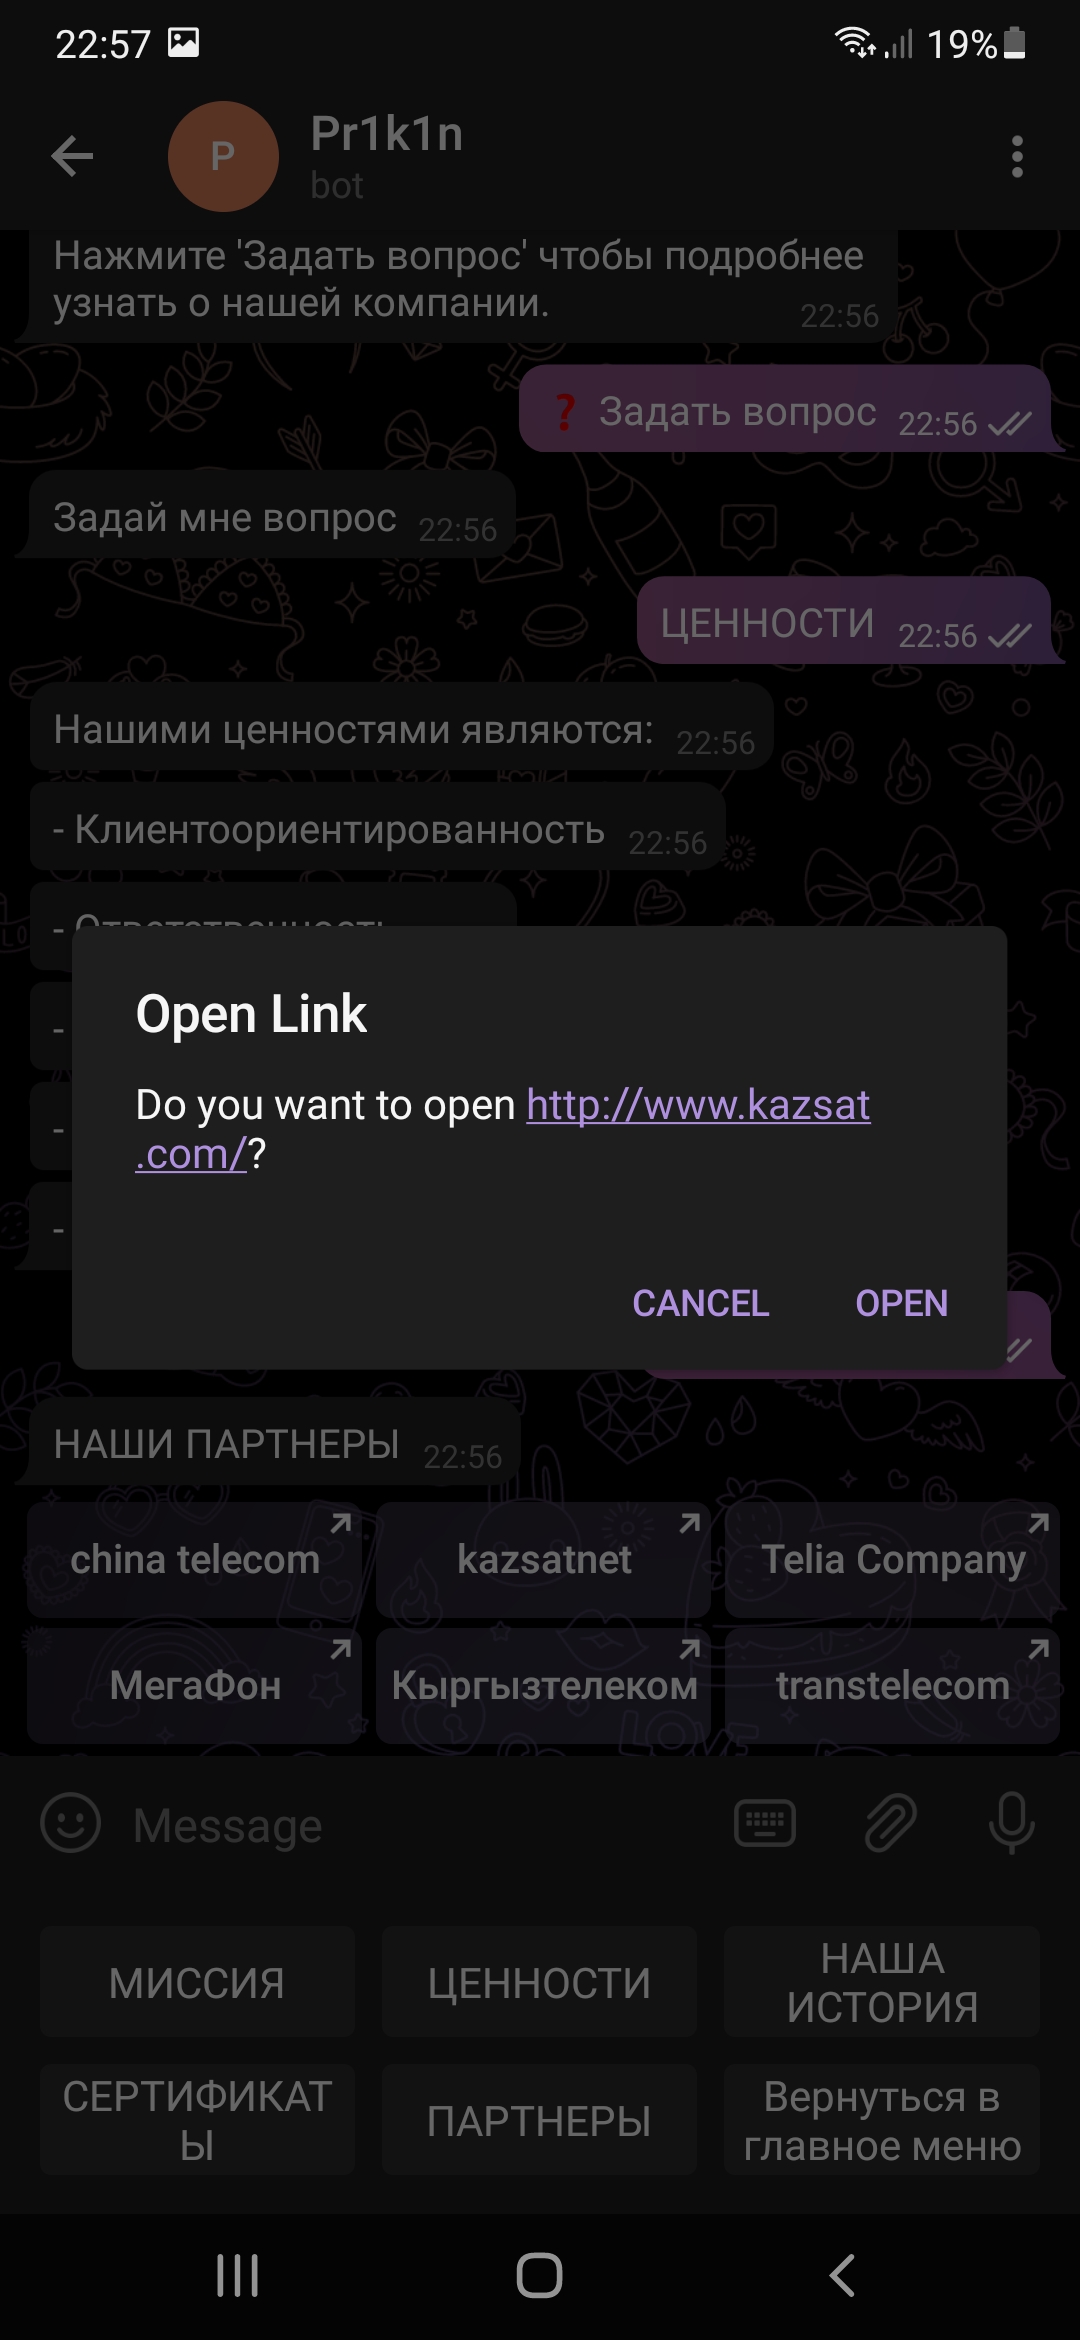 22:57
19%
P
Pr1k1n
bot
Нажмите 'Задать вопрос' чтобы подробнее
узнать о нашей компании.
22:56
❓ Задать вопрос 22:56
Задай мне вопрос 22:56
ЦЕННОСТИ 22:56
Нашими ценностями являются: 22:56
- Клиентоориентированность 22:56
- Ответственность
-
-
-
Open Link
Do you want to open http://www.kazsat
.com/?
CANCEL OPEN
НАШИ ПАРТНЕРЫ 22:56
china telecom kazsatnet Telia Company
МегаФон Кыргызтелеком transtelecom
Message
МИССИЯ ЦЕННОСТИ НАША
ИСТОРИЯ
СЕРТИФИКАТ
Ы ПАРТНЕРЫ Вернуться в
главное меню